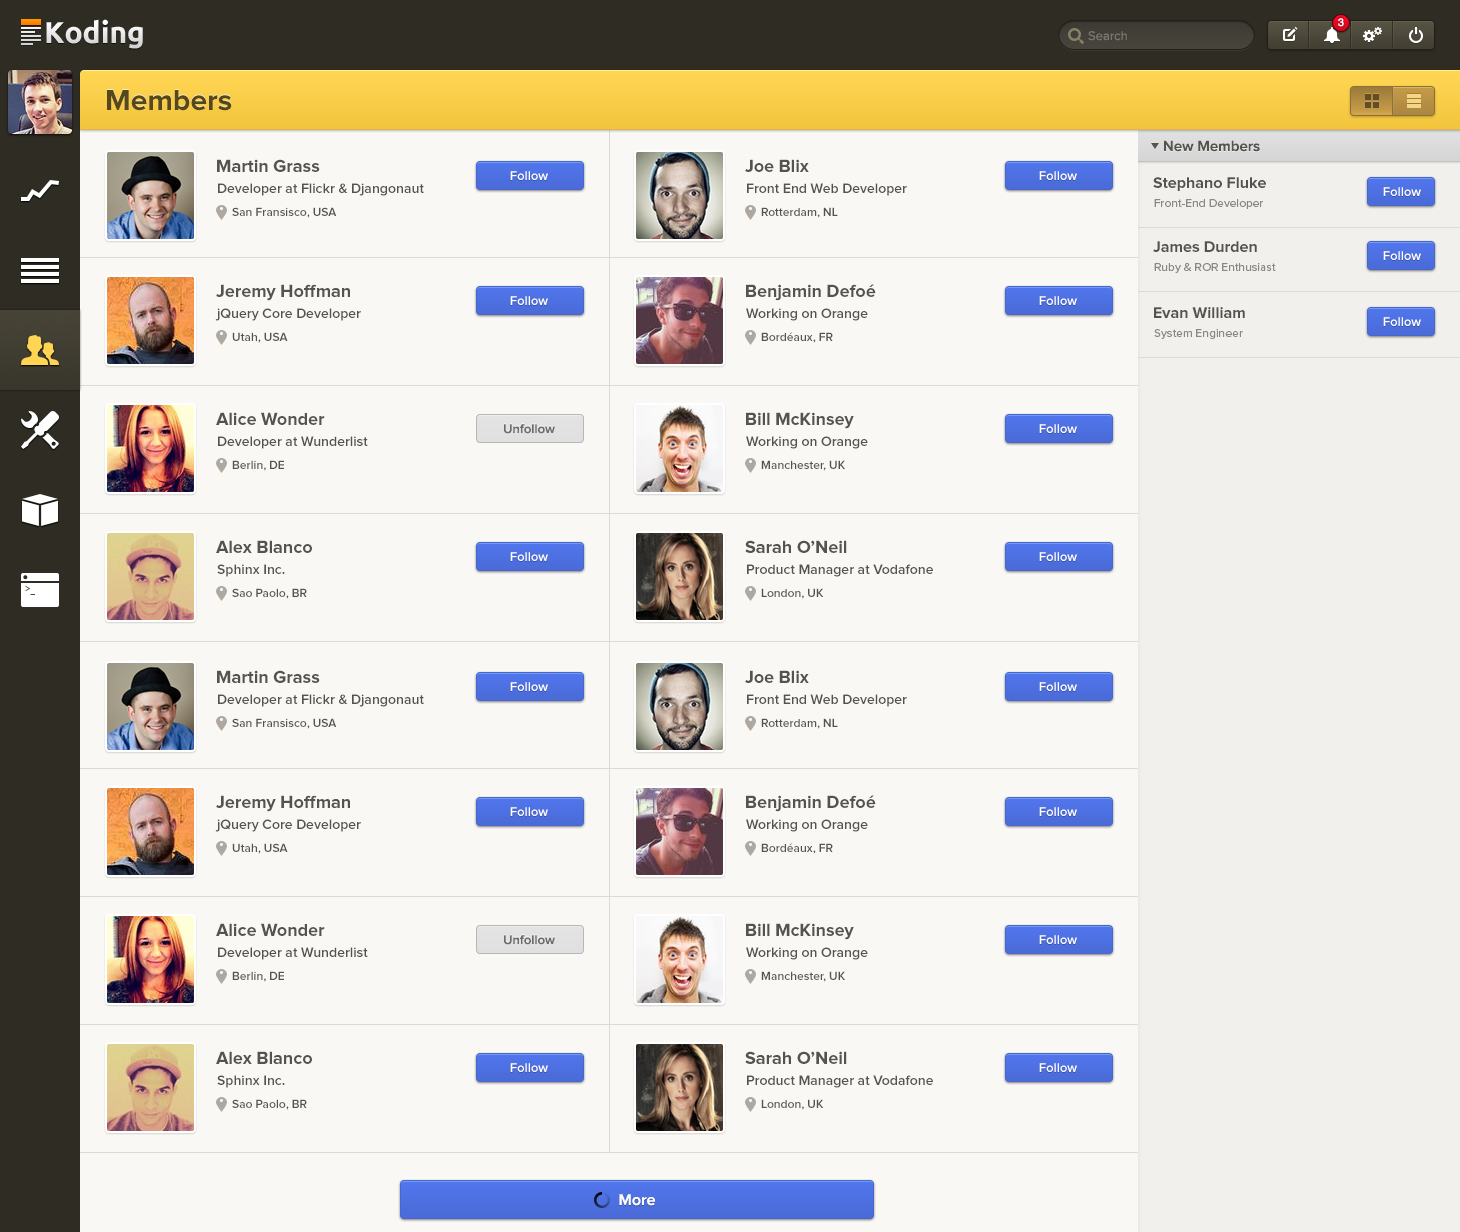 Koding
Search
3
Members
Martin Grass
Developer at Flickr & Djangonaut
San Fransisco, USA
Follow
Joe Blix
Front End Web Developer
Rotterdam, NL
Follow
Jeremy Hoffman
jQuery Core Developer
Utah, USA
Follow
Benjamin Defoé
Working on Orange
Bordéaux, FR
Follow
Alice Wonder
Developer at Wunderlist
Berlin, DE
Unfollow
Bill McKinsey
Working on Orange
Manchester, UK
Follow
Alex Blanco
Sphinx Inc.
Sao Paolo, BR
Follow
Sarah O’Neil
Product Manager at Vodafone
London, UK
Follow
Martin Grass
Developer at Flickr & Djangonaut
San Fransisco, USA
Follow
Joe Blix
Front End Web Developer
Rotterdam, NL
Follow
Jeremy Hoffman
jQuery Core Developer
Utah, USA
Follow
Benjamin Defoé
Working on Orange
Bordéaux, FR
Follow
Alice Wonder
Developer at Wunderlist
Berlin, DE
Unfollow
Bill McKinsey
Working on Orange
Manchester, UK
Follow
Alex Blanco
Sphinx Inc.
Sao Paolo, BR
Follow
Sarah O’Neil
Product Manager at Vodafone
London, UK
Follow
More
New Members
Stephano Fluke
Front-End Developer
Follow
James Durden
Ruby & ROR Enthusiast
Follow
Evan William
System Engineer
Follow